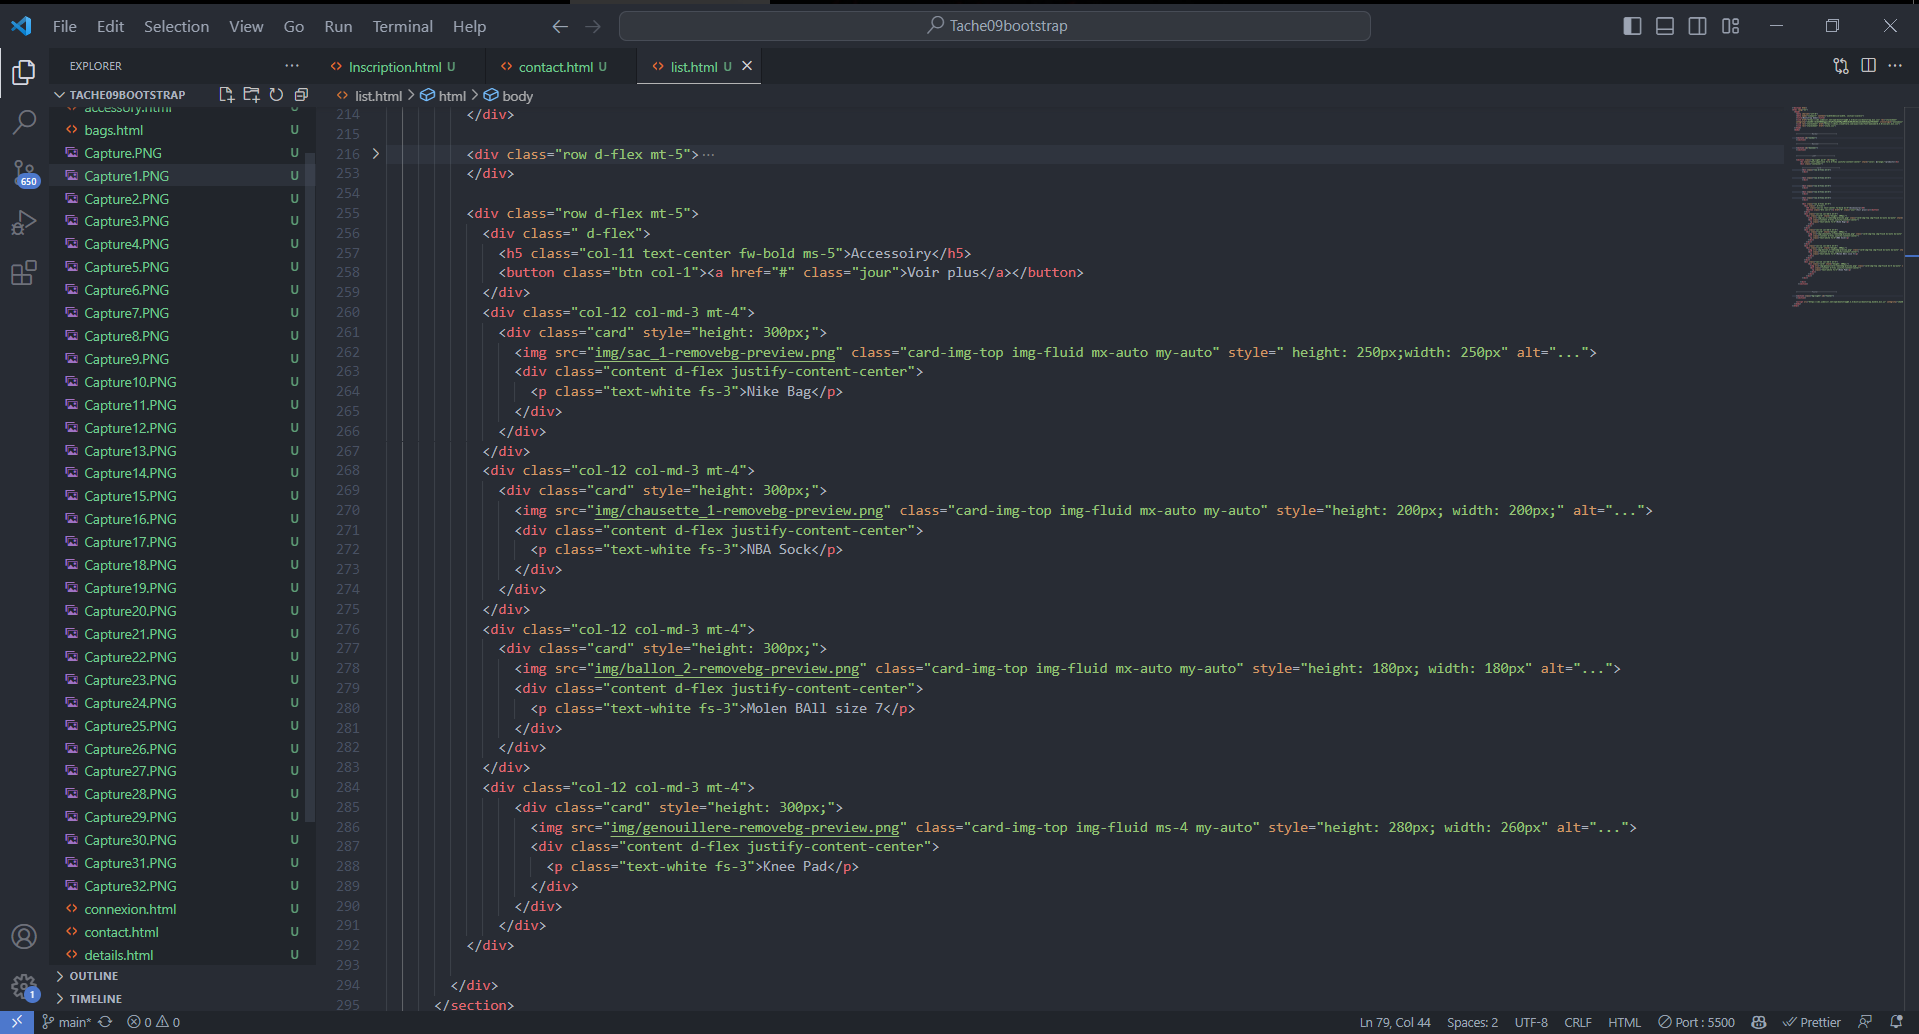 File Edit Selection View Go Run Terminal Help
Tache09bootstrap
EXPLORER
Inscription.html U
contact.html U
list.html U
TACHE09BOOTSTRAP
list.html > html > body
accessory.html U
bags.html U
Capture.PNG U
Capture1.PNG U
Capture2.PNG U
Capture3.PNG U
Capture4.PNG U
Capture5.PNG U
Capture6.PNG U
Capture7.PNG U
Capture8.PNG U
Capture9.PNG U
Capture10.PNG U
Capture11.PNG U
Capture12.PNG U
Capture13.PNG U
Capture14.PNG U
Capture15.PNG U
Capture16.PNG U
Capture17.PNG U
Capture18.PNG U
Capture19.PNG U
Capture20.PNG U
Capture21.PNG U
Capture22.PNG U
Capture23.PNG U
Capture24.PNG U
Capture25.PNG U
Capture26.PNG U
Capture27.PNG U
Capture28.PNG U
Capture29.PNG U
Capture30.PNG U
Capture31.PNG U
Capture32.PNG U
connexion.html U
contact.html U
details.html U
OUTLINE
TIMELINE
650
1
214 </div>
215
216 <div class="row d-flex mt-5">...
253 </div>
254
255 <div class="row d-flex mt-5">
256 <div class=" d-flex">
257 <h5 class="col-11 text-center fw-bold ms-5">Accessoiry</h5>
258 <button class="btn col-1"><a href="#" class="jour">Voir plus</a></button>
259 </div>
260 <div class="col-12 col-md-3 mt-4">
261 <div class="card" style="height: 300px;">
262 <img src="img/sac_1-removebg-preview.png" class="card-img-top img-fluid mx-auto my-auto" style=" height: 250px;width: 250px" alt="...">
263 <div class="content d-flex justify-content-center">
264 <p class="text-white fs-3">Nike Bag</p>
265 </div>
266 </div>
267 </div>
268 <div class="col-12 col-md-3 mt-4">
269 <div class="card" style="height: 300px;">
270 <img src="img/chausette_1-removebg-preview.png" class="card-img-top img-fluid mx-auto my-auto" style="height: 200px; width: 200px;" alt="...">
271 <div class="content d-flex justify-content-center">
272 <p class="text-white fs-3">NBA Sock</p>
273 </div>
274 </div>
275 </div>
276 <div class="col-12 col-md-3 mt-4">
277 <div class="card" style="height: 300px;">
278 <img src="img/ballon_2-removebg-preview.png" class="card-img-top img-fluid mx-auto my-auto" style="height: 180px; width: 180px" alt="...">
279 <div class="content d-flex justify-content-center">
280 <p class="text-white fs-3">Molen BAll size 7</p>
281 </div>
282 </div>
283 </div>
284 <div class="col-12 col-md-3 mt-4">
285 <div class="card" style="height: 300px;">
286 <img src="img/genouillere-removebg-preview.png" class="card-img-top img-fluid ms-4 my-auto" style="height: 280px; width: 260px" alt="...">
287 <div class="content d-flex justify-content-center">
288 <p class="text-white fs-3">Knee Pad</p>
289 </div>
290 </div>
291 </div>
292 </div>
293
294 </div>
295 </section>
main* 0 0
Ln 79, Col 44 Spaces: 2 UTF-8 CRLF HTML Port : 5500 Prettier